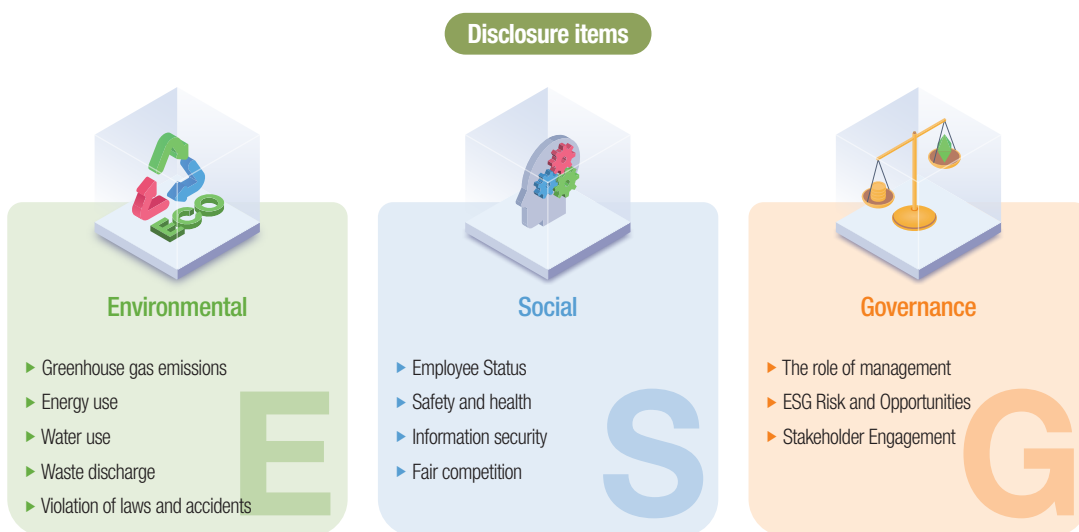 Disclosure items
ECO
Environmental
▶ Greenhouse gas emissions
▶ Energy use
▶ Water use
▶ Waste discharge
▶ Violation of laws and accidents
E
Social
▶ Employee Status
▶ Safety and health
▶ Information security
▶ Fair competition
S
Governance
▶ The role of management
▶ ESG Risk and Opportunities
▶ Stakeholder Engagement
G